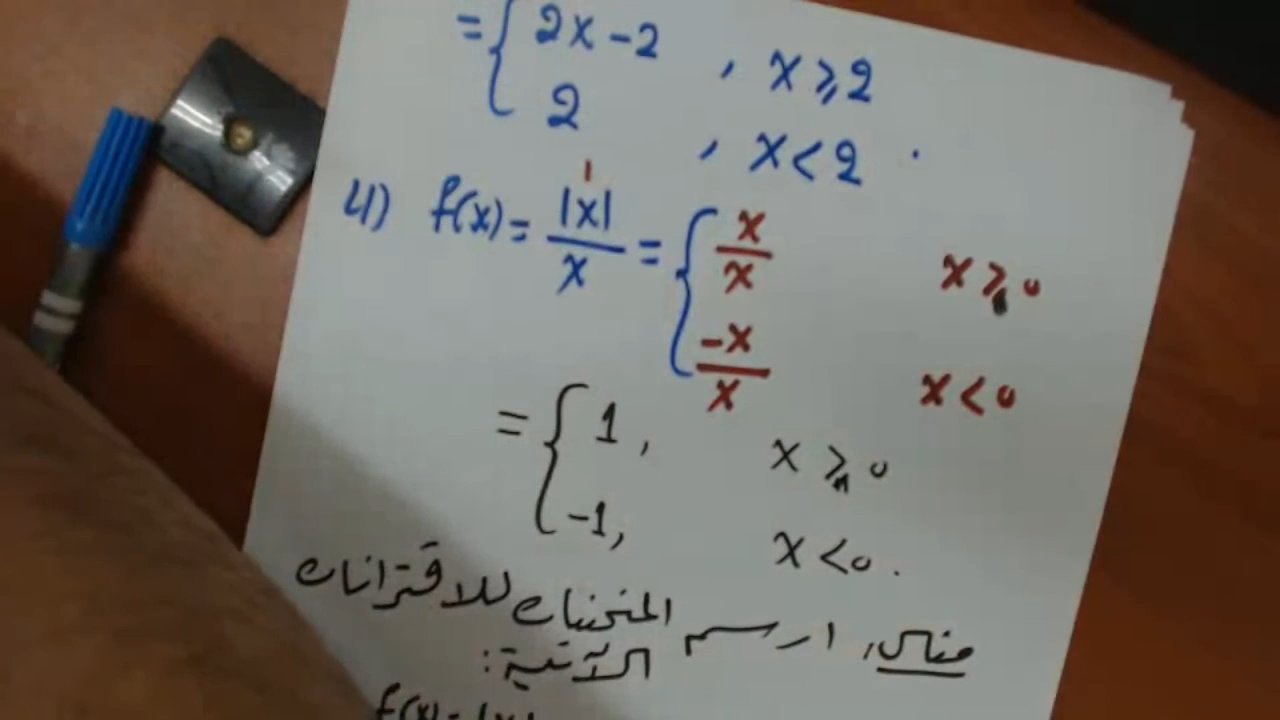 = { 2x - 2 , x ≥ 2
2 , x < 2 .
4) f(x) = |x| / x = { x / x x ≥ 0
-x / x x < 0
= { 1 , x ≥ 0
-1 , x < 0 .
مثال, ارسم المنحنيات للاقترانات
الآتية:
f(x) = |x|